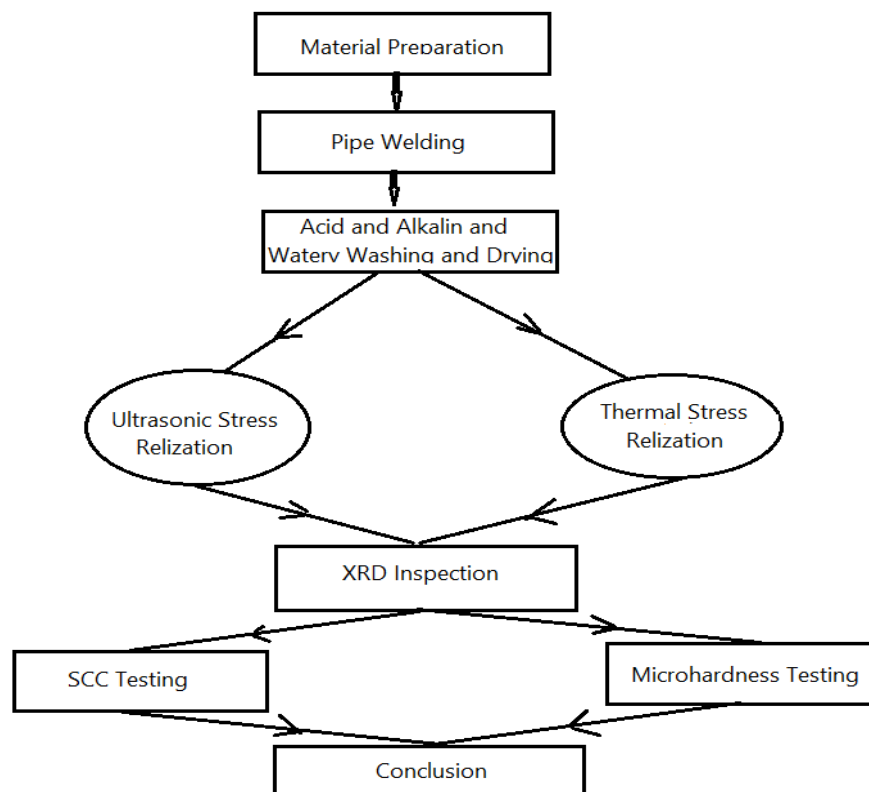 Material Preparation
Pipe Welding
Acid and Alkalin and
Watery Washing and Drying
Ultrasonic Stress
Relization
Thermal Stress
Relization
XRD Inspection
SCC Testing
Microhardness Testing
Conclusion